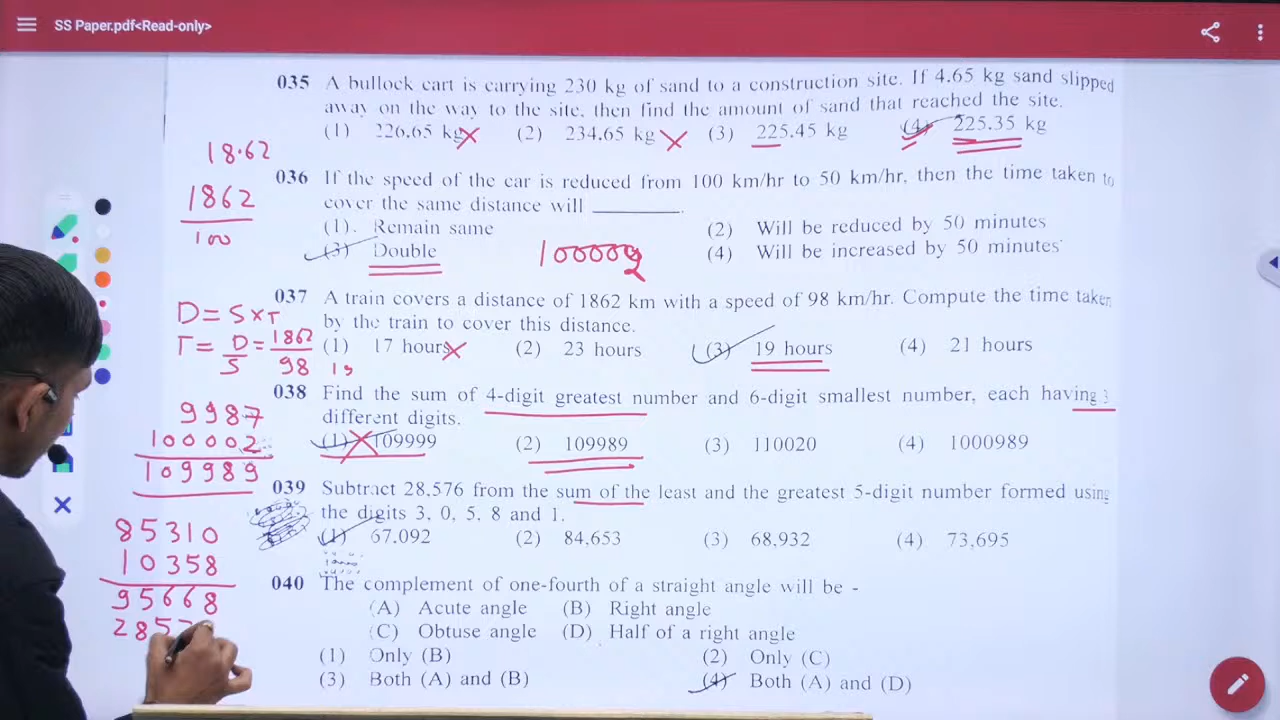 SS Paper.pdf<Read-only>
035 A bullock cart is carrying 230 kg of sand to a construction site. If 4.65 kg sand slipped
away on the way to the site, then find the amount of sand that reached the site.
(1) 226.65 kg (2) 234.65 kg (3) 225.45 kg (4) 225.35 kg
18.62
1862
100
036 If the speed of the car is reduced from 100 km/hr to 50 km/hr, then the time taken to
cover the same distance will ________.
(1). Remain same (2) Will be reduced by 50 minutes
(3) Double (4) Will be increased by 50 minutes
037 A train covers a distance of 1862 km with a speed of 98 km/hr. Compute the time taken
by the train to cover this distance.
(1) 17 hours (2) 23 hours (3) 19 hours (4) 21 hours
D = S × T
T = D/S = 1862/98
038 Find the sum of 4-digit greatest number and 6-digit smallest number, each having 3
different digits.
(1) 109999 (2) 109989 (3) 110020 (4) 1000989
9987
100002
109989
039 Subtract 28,576 from the sum of the least and the greatest 5-digit number formed using
the digits 3, 0, 5, 8 and 1.
(1) 67.092 (2) 84,653 (3) 68,932 (4) 73,695
85310
10358
95668
285
040 The complement of one-fourth of a straight angle will be -
(A) Acute angle (B) Right angle
(C) Obtuse angle (D) Half of a right angle
(1) Only (B) (2) Only (C)
(3) Both (A) and (B) (4) Both (A) and (D)